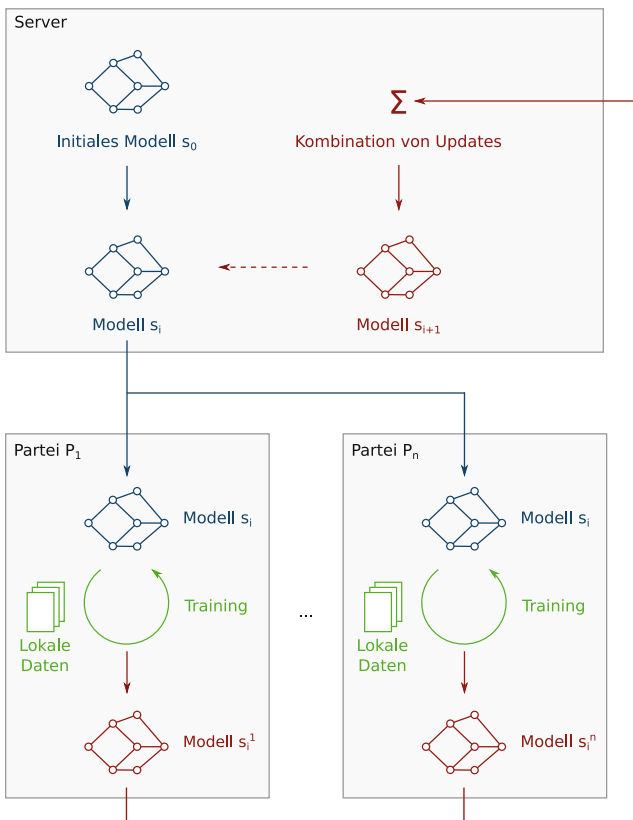 Server
Σ
Initiales Modell s₀
Kombination von Updates
Modell sᵢ
Modell sᵢ₊₁
Partei P₁
Partei Pₙ
Modell sᵢ
Modell sᵢ
Training
...
Training
Lokale
Daten
Lokale
Daten
Modell sᵢ¹
Modell sᵢⁿ